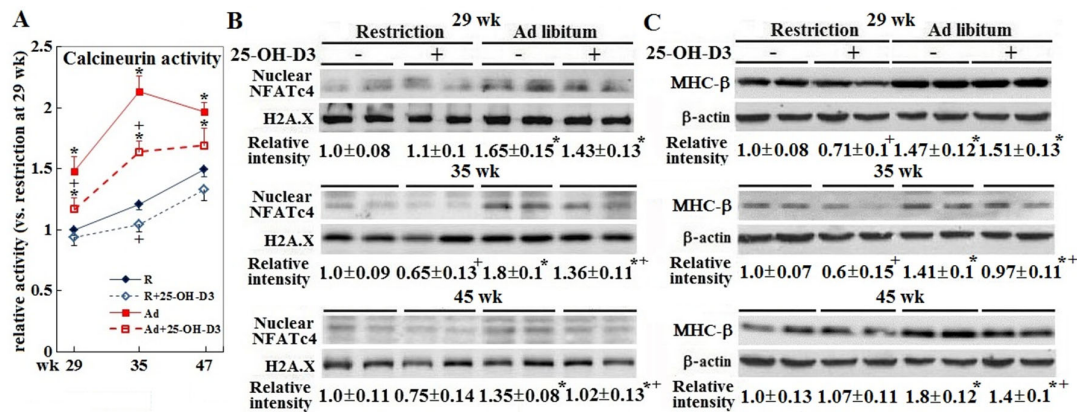 A
Calcineurin activity
relative activity (vs. restriction at 29 wk)
2.5
2
1.5
1
0.5
0
wk 29 35 47
* * *
+ * + * *
+
R
R+25-OH-D3
Ad
Ad+25-OH-D3
B
29 wk
Restriction Ad libitum
25-OH-D3 - + - +
Nuclear
NFATc4
H2A.X
Relative
intensity 1.0±0.08 1.1±0.1 1.65±0.15* 1.43±0.13*
35 wk
Nuclear
NFATc4
H2A.X
Relative
intensity 1.0±0.09 0.65±0.13+ 1.8±0.1* 1.36±0.11*+
45 wk
Nuclear
NFATc4
H2A.X
Relative
intensity 1.0±0.11 0.75±0.14 1.35±0.08* 1.02±0.13*+
C
29 wk
Restriction Ad libitum
25-OH-D3 - + - +
MHC-β
β-actin
Relative
intensity 1.0±0.08 0.71±0.1+ 1.47±0.12* 1.51±0.13*
35 wk
MHC-β
β-actin
Relative
intensity 1.0±0.07 0.6±0.15+ 1.41±0.1* 0.97±0.11*+
45 wk
MHC-β
β-actin
Relative
intensity 1.0±0.13 1.07±0.11 1.8±0.12* 1.4±0.1*+